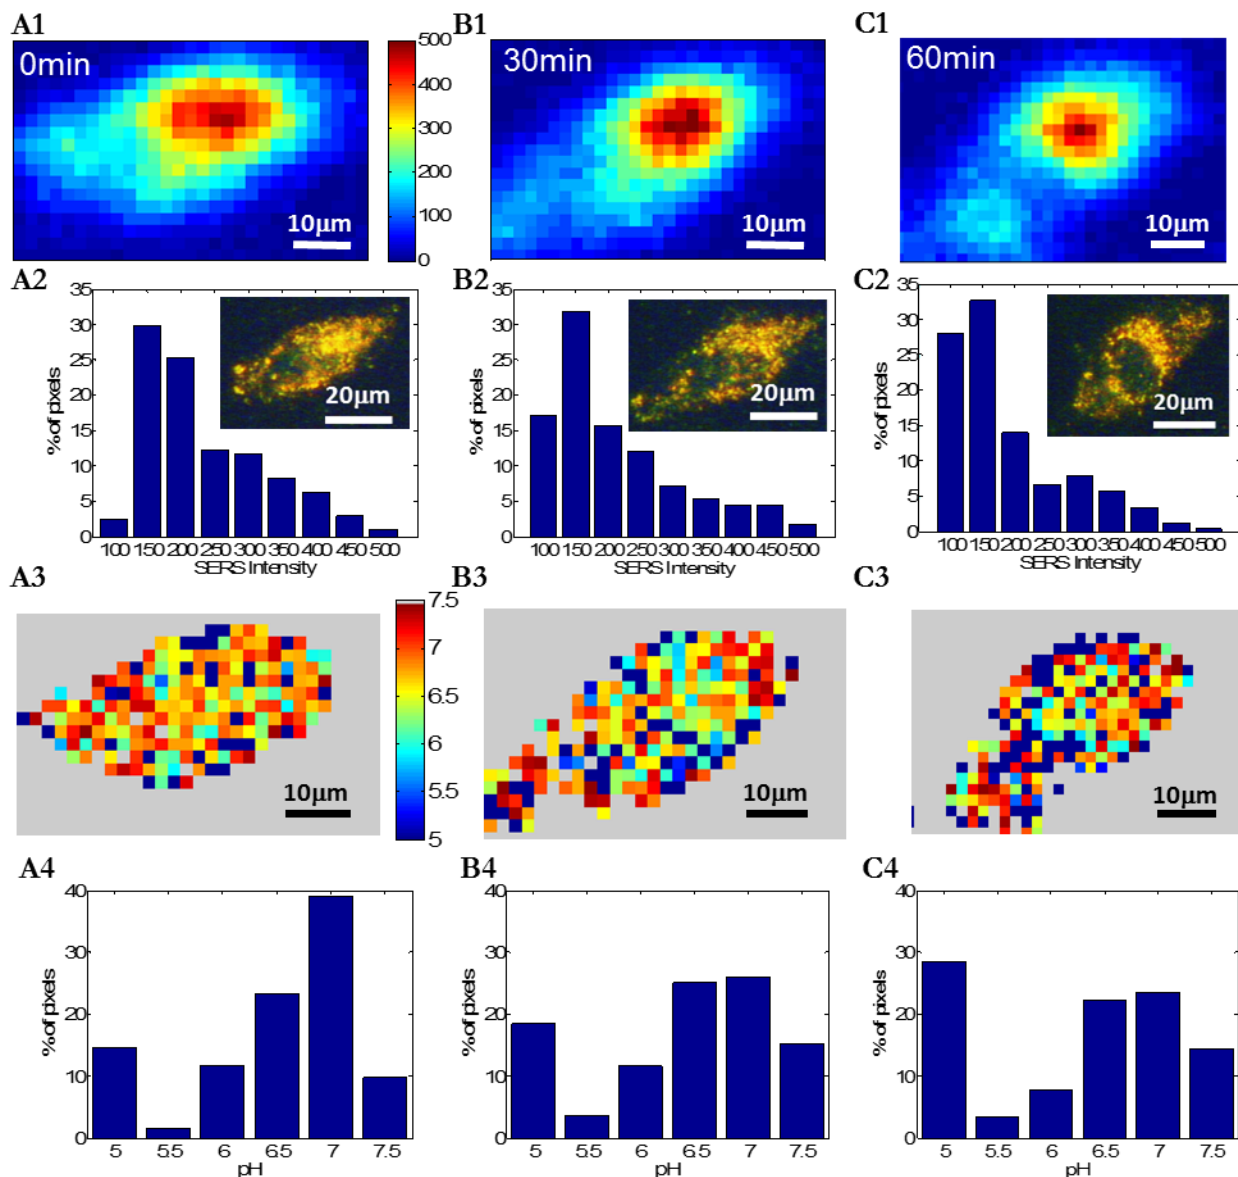 A1
B1
C1
0min
500
400
300
200
100
0
10µm
30min
10µm
60min
10µm
A2
B2
C2
35
30
25
20
15
10
5
0
% of pixels
20µm
100 150 200 250 300 350 400 450 500
SERS Intensity
35
30
25
20
15
10
5
0
% of pixels
20µm
100 150 200 250 300 350 400 450 500
SERS Intensity
35
30
25
20
15
10
5
0
% of pixels
20µm
100 150 200 250 300 350 400 450 500
SERS Intensity
A3
B3
C3
7.5
7
6.5
6
5.5
5
10µm
10µm
10µm
A4
B4
C4
40
30
20
10
0
% of pixels
5 5.5 6 6.5 7 7.5
pH
40
30
20
10
0
% of pixels
5 5.5 6 6.5 7 7.5
pH
40
30
20
10
0
% of pixels
5 5.5 6 6.5 7 7.5
pH